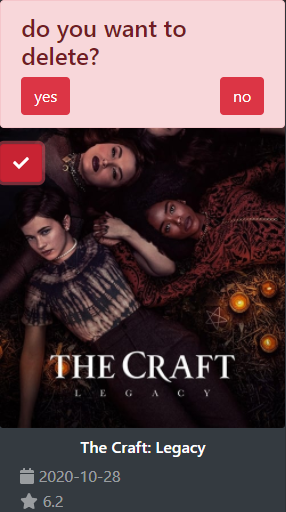 do you want to
delete?
yes no
THE CRAFT
LEGACY
The Craft: Legacy
2020-10-28
6.2